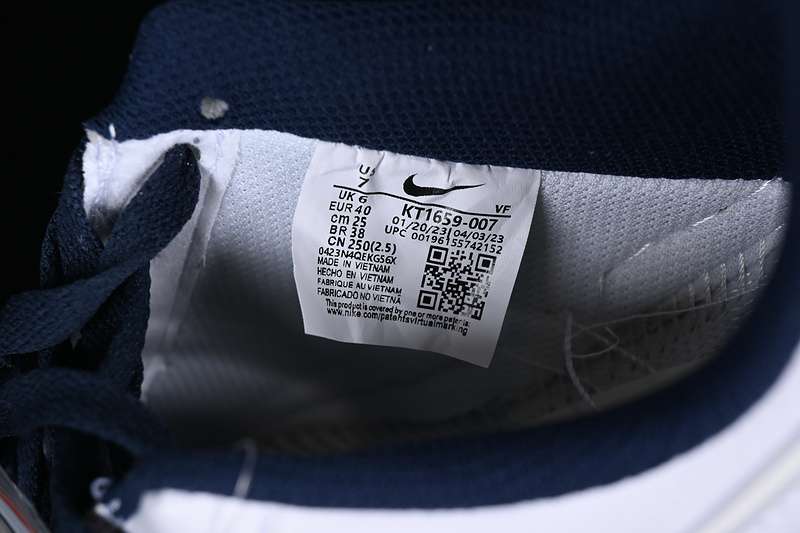 US
7
UK 6
EUR 40
cm 25
BR 38
CN 250(2.5)
0423N4QEKG56X
MADE IN VIETNAM
HECHO EN VIETNAM
FABRIQUE AU VIETNAM
FABRICADO NO VIETNÃ
VF
KT1659-007
01/20/23 04/03/23
UPC 00196155742152
This product is covered by one or more patents.
www.nike.com/patentsvirtualmarking